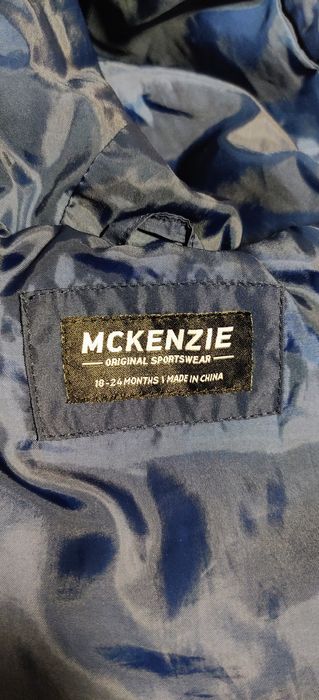 MCKENZIE
ORIGINAL SPORTSWEAR
18-24 MONTHS \ MADE IN CHINA